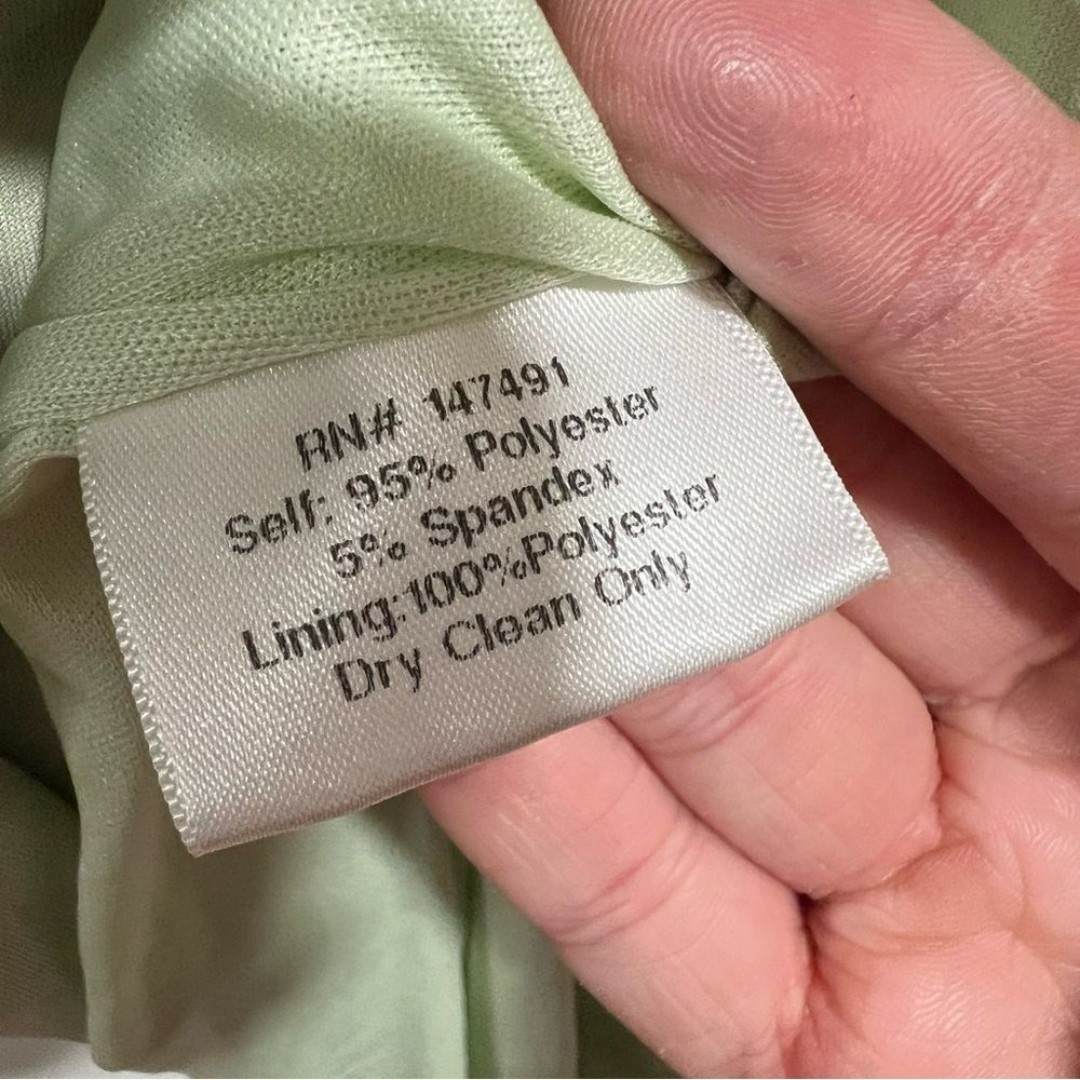 RN# 147491
Self: 95% Polyester
5% Spandex
Lining:100%Polyester
Dry Clean Only